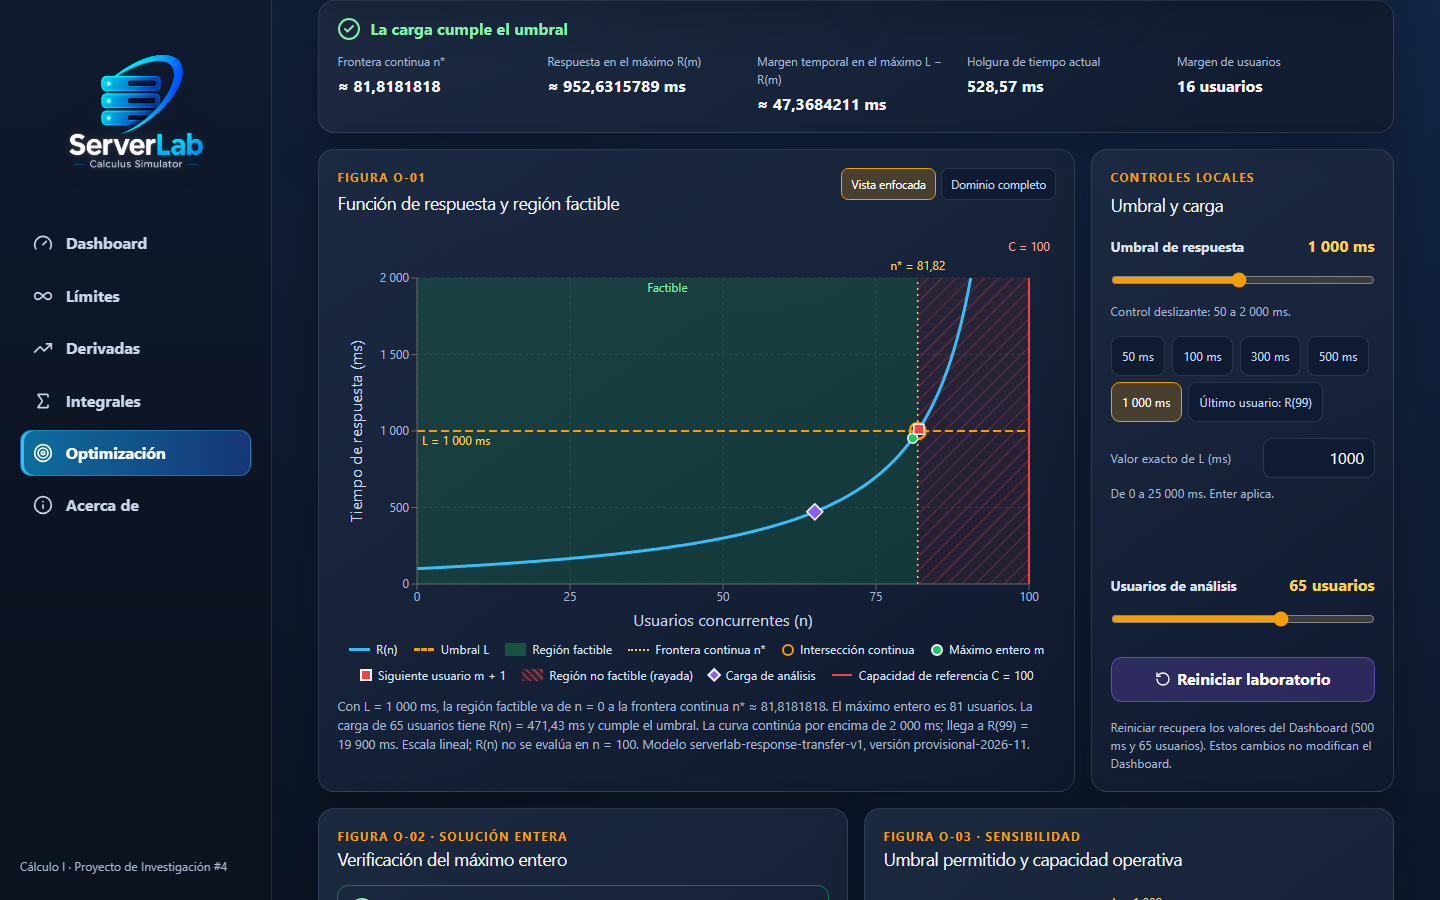 ServerLab
Calculus Simulator
Dashboard
Límites
Derivadas
Integrales
Optimización
Acerca de
Cálculo I · Proyecto de Investigación #4
La carga cumple el umbral
Frontera continua n*
≈ 81,8181818
Respuesta en el máximo R(m)
≈ 952,6315789 ms
Margen temporal en el máximo L −
R(m)
≈ 47,3684211 ms
Holgura de tiempo actual
528,57 ms
Margen de usuarios
16 usuarios
FIGURA O-01
Función de respuesta y región factible
Vista enfocada
Dominio completo
C = 100
n* = 81,82
Factible
2 000
1 500
1 000
500
0
L = 1 000 ms
Tiempo de respuesta (ms)
0
25
50
75
100
Usuarios concurrentes (n)
R(n)
Umbral L
Región factible
Frontera continua n*
Intersección continua
Máximo entero m
Siguiente usuario m + 1
Región no factible (rayada)
Carga de análisis
Capacidad de referencia C = 100
Con L = 1 000 ms, la región factible va de n = 0 a la frontera continua n* ≈ 81,8181818. El máximo entero es 81 usuarios. La
carga de 65 usuarios tiene R(n) = 471,43 ms y cumple el umbral. La curva continúa por encima de 2 000 ms; llega a R(99) =
19 900 ms. Escala lineal; R(n) no se evalúa en n = 100. Modelo serverlab-response-transfer-v1, versión provisional-2026-11.
CONTROLES LOCALES
Umbral y carga
Umbral de respuesta
1 000 ms
Control deslizante: 50 a 2 000 ms.
50 ms
100 ms
300 ms
500 ms
1 000 ms
Último usuario: R(99)
Valor exacto de L (ms)
1000
De 0 a 25 000 ms. Enter aplica.
Usuarios de análisis
65 usuarios
Reiniciar laboratorio
Reiniciar recupera los valores del Dashboard (500
ms y 65 usuarios). Estos cambios no modifican el
Dashboard.
FIGURA O-02 · SOLUCIÓN ENTERA
Verificación del máximo entero
FIGURA O-03 · SENSIBILIDAD
Umbral permitido y capacidad operativa